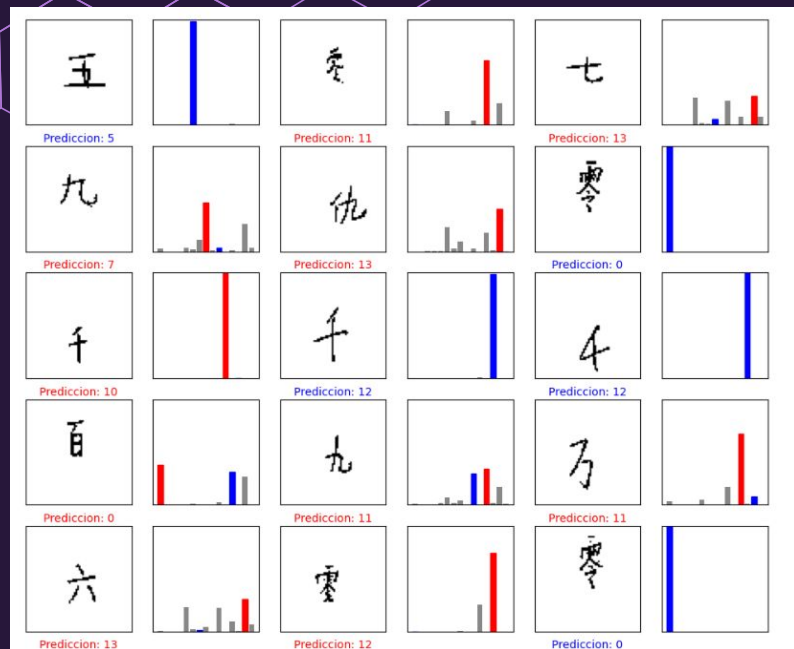 五 零 七
Prediccion: 5 Prediccion: 11 Prediccion: 13
九 仇 零
Prediccion: 7 Prediccion: 13 Prediccion: 0
千 千 4
Prediccion: 10 Prediccion: 12 Prediccion: 12
百 九 万
Prediccion: 0 Prediccion: 11 Prediccion: 11
六 零 零
Prediccion: 13 Prediccion: 12 Prediccion: 0